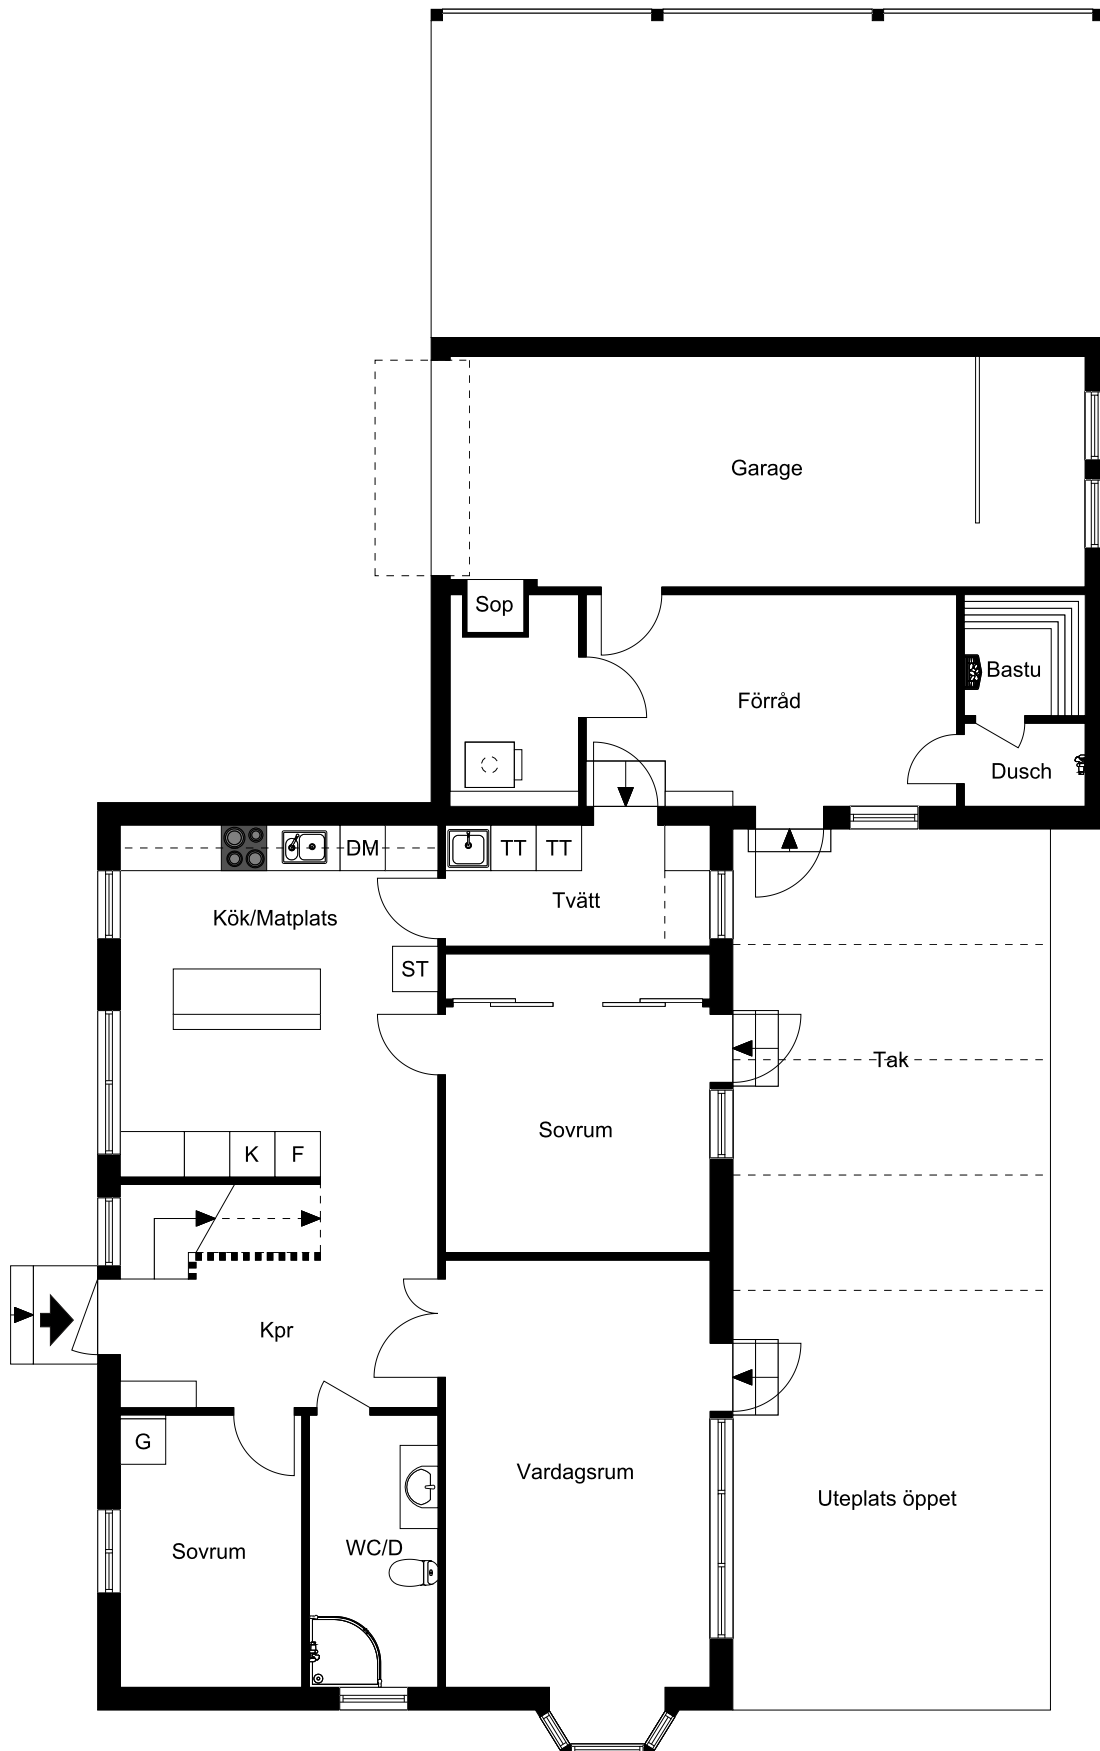 Garage
Sop
Bastu
Förråd
Dusch
DM
TT
TT
Tvätt
Kök/Matplats
ST
Tak
Sovrum
K
F
Kpr
G
Vardagsrum
Uteplats öppet
WC/D
Sovrum